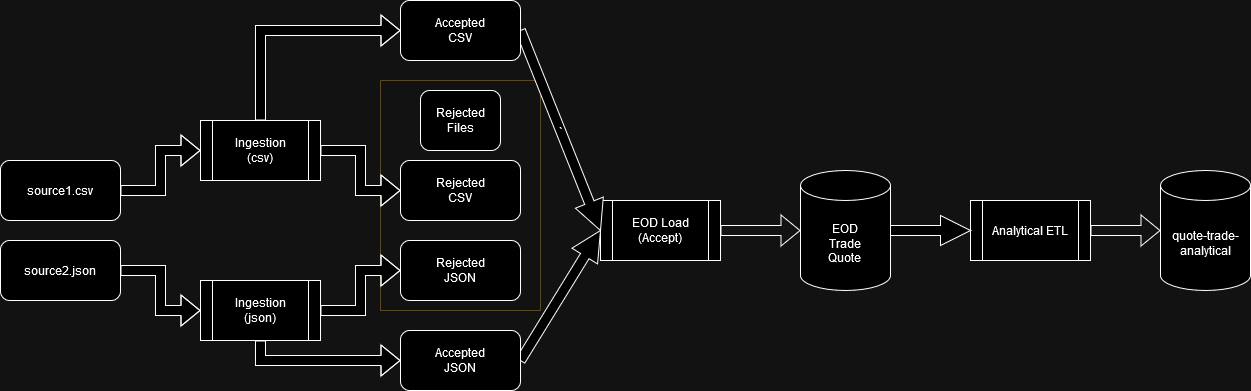 Accepted
CSV
Rejected
Files
Ingestion
(csv)
source1.csv
Rejected
CSV
EOD Load
(Accept)
EOD
Trade
Quote
Analytical ETL
quote-trade-
analytical
source2.json
Rejected
JSON
Ingestion
(json)
Accepted
JSON